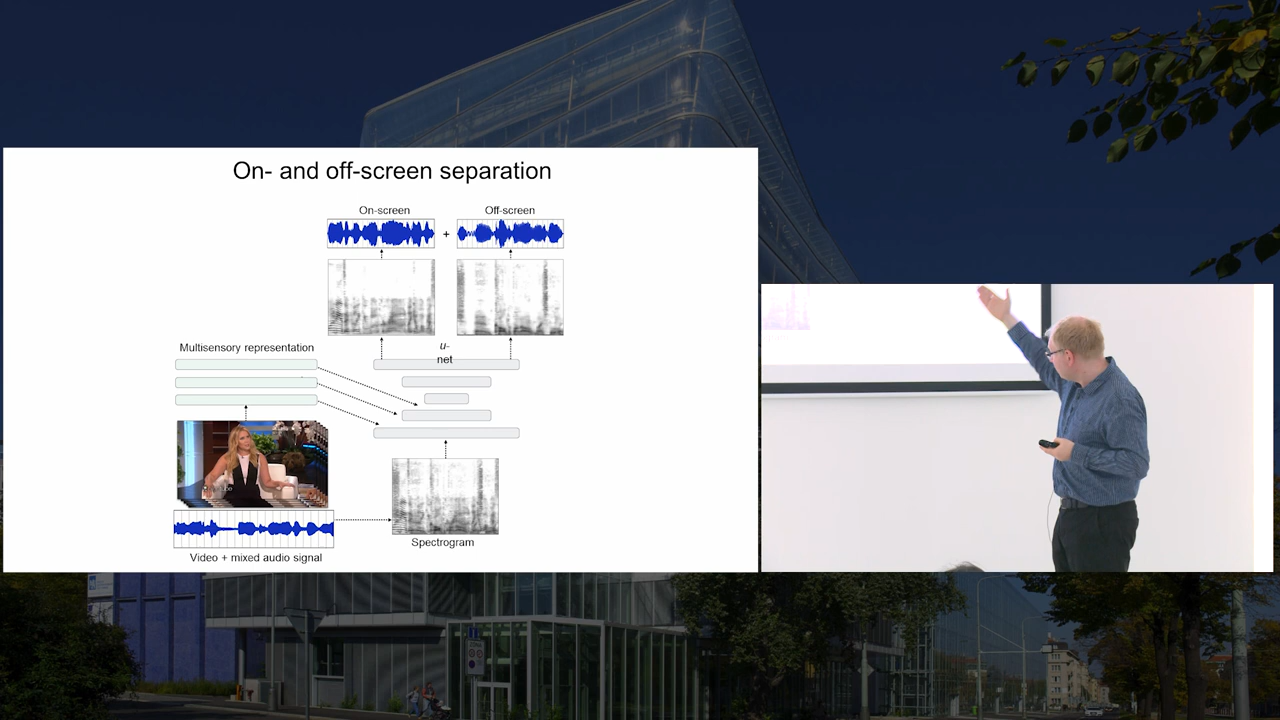 On- and off-screen separation
On-screen
Off-screen
+
u-
net
Multisensory representation
Spectrogram
Video + mixed audio signal